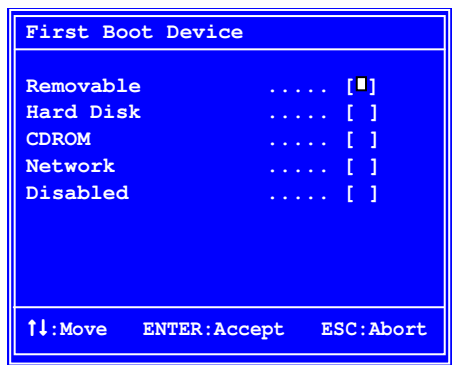 First Boot Device
Removable ..... [■]
Hard Disk ..... [ ]
CDROM ..... [ ]
Network ..... [ ]
Disabled ..... [ ]
↑↓:Move ENTER:Accept ESC:Abort